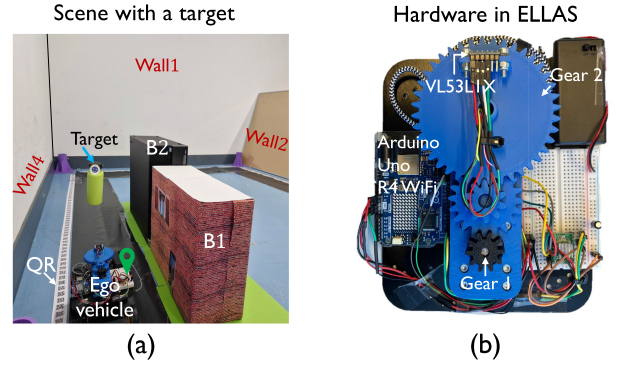 Scene with a target
Hardware in ELLAS
Wall1
Wall2
Target
B2
Wall4
B1
QR
Ego
vehicle
(a)
VL53L1X
Gear 2
Arduino
Uno
R4 WiFi
Gear 1
(b)